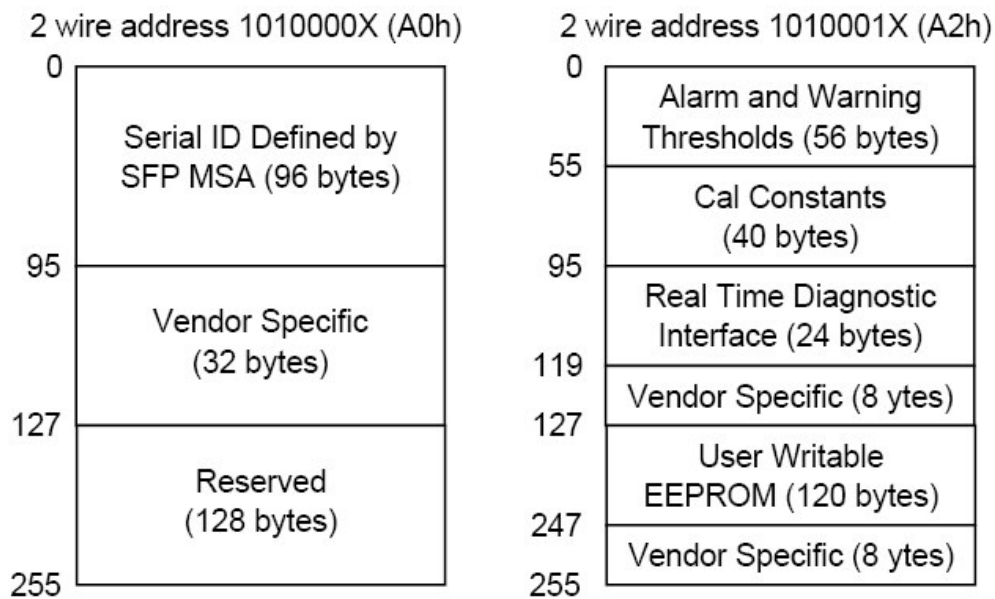 2 wire address 1010000X (A0h)
0
Serial ID Defined by
SFP MSA (96 bytes)
95
Vendor Specific
(32 bytes)
127
Reserved
(128 bytes)
255
2 wire address 1010001X (A2h)
0
Alarm and Warning
Thresholds (56 bytes)
55
Cal Constants
(40 bytes)
95
Real Time Diagnostic
Interface (24 bytes)
119
Vendor Specific (8 ytes)
127
User Writable
EEPROM (120 bytes)
247
Vendor Specific (8 ytes)
255